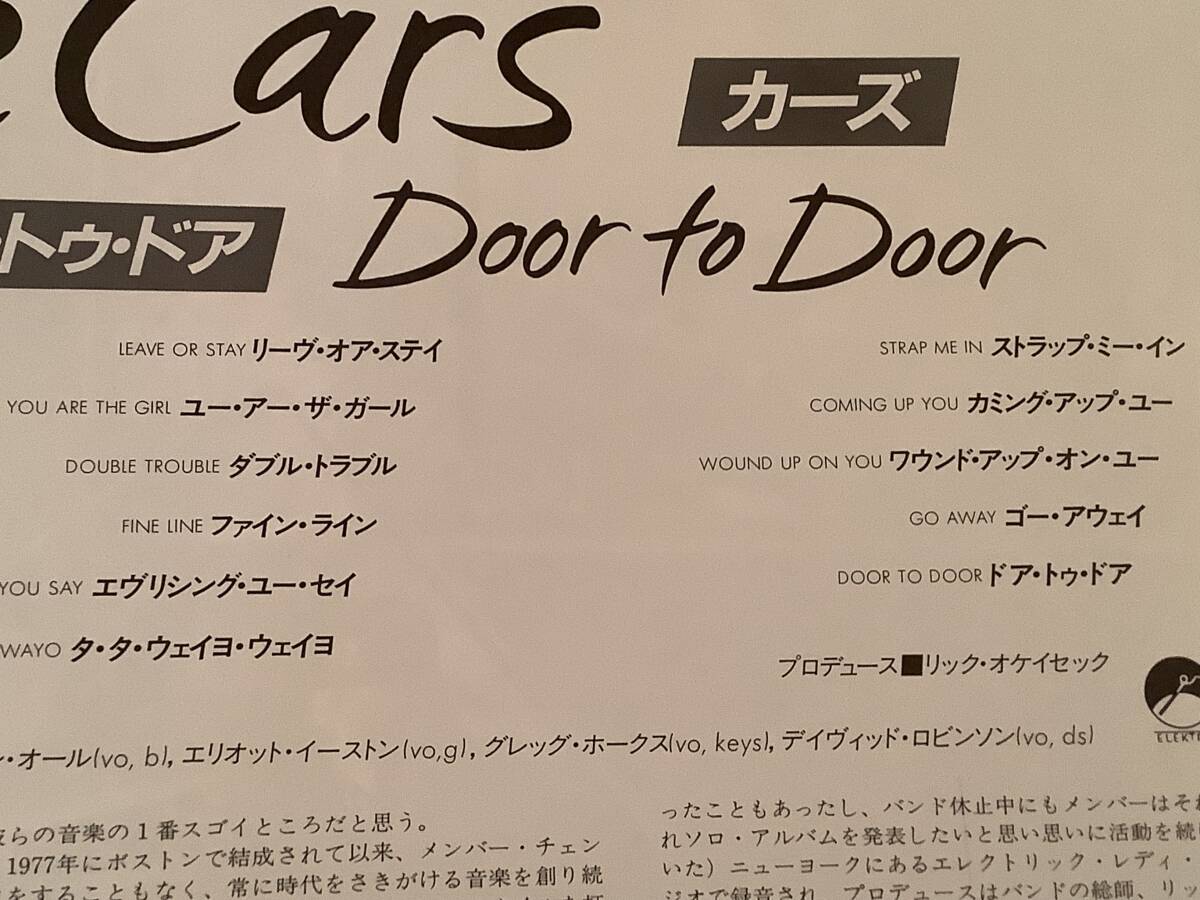 Cars
カーズ
トゥ・ドア
Door to Door
LEAVE OR STAY リーヴ・オア・ステイ
YOU ARE THE GIRL ユー・アー・ザ・ガール
DOUBLE TROUBLE ダブル・トラブル
FINE LINE ファイン・ライン
YOU SAY エヴリシング・ユー・セイ
WAYO タ・タ・ウェイヨ・ウェイヨ
STRAP ME IN ストラップ・ミー・イン
COMING UP YOU カミング・アップ・ユー
WOUND UP ON YOU ワウンド・アップ・オン・ユー
GO AWAY ゴー・アウェイ
DOOR TO DOOR ドア・トゥ・ドア
プロデュース■リック・オケイセック
・オール(vo, b), エリオット・イーストン(vo,g), グレッグ・ホークス(vo, keys), デイヴィッド・ロビンソン(vo, ds)
らの音楽の1番スゴイところだと思う。
1977年にボストンで結成されて以来、メンバー・チェン
をすることもなく、常に時代をさきがける音楽を創り続
ったこともあったし、バンド休止中にもメンバーはそれ
れソロ・アルバムを発表したいと思い思いに活動を続
いた）ニューヨークにあるエレクトリック・レディ・
ジオで録音され、プロデュースはバンドの総師、リッ